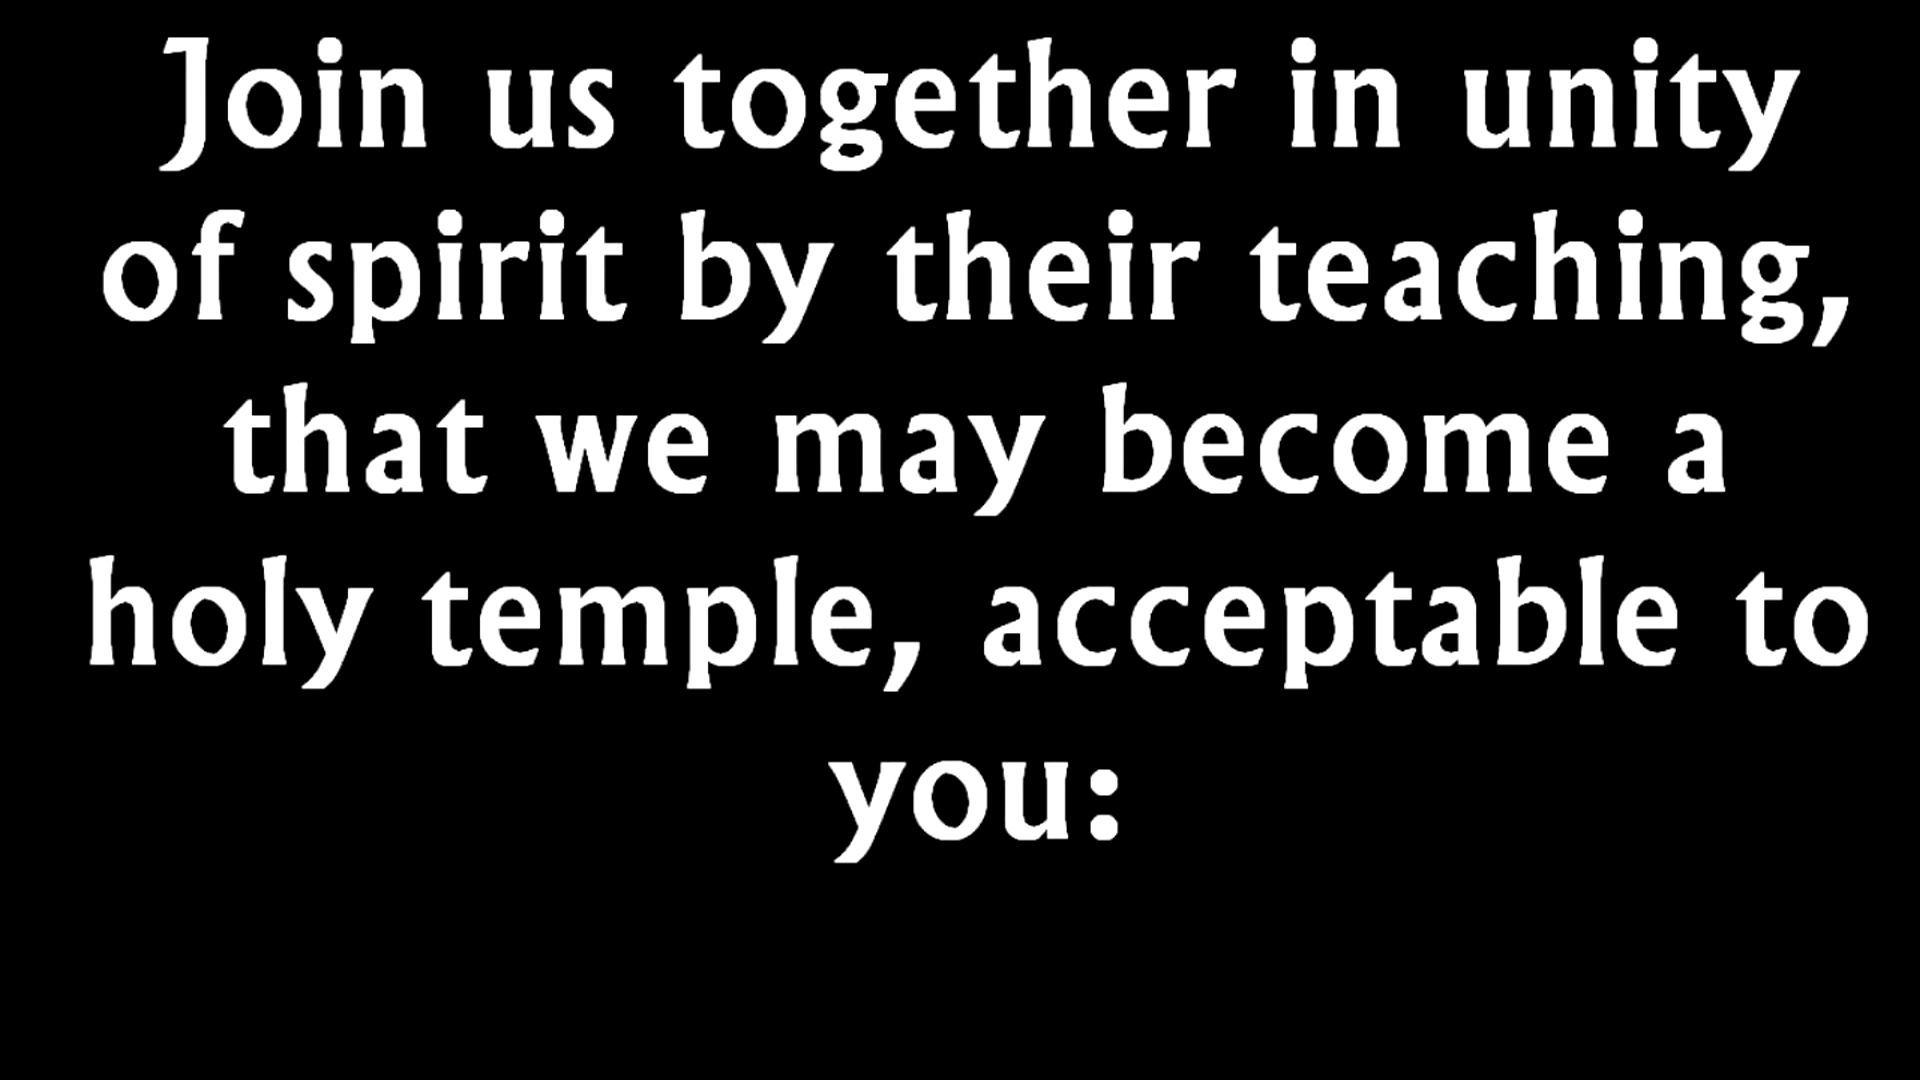 Join us together in unity
of spirit by their teaching,
that we may become a
holy temple, acceptable to
you: